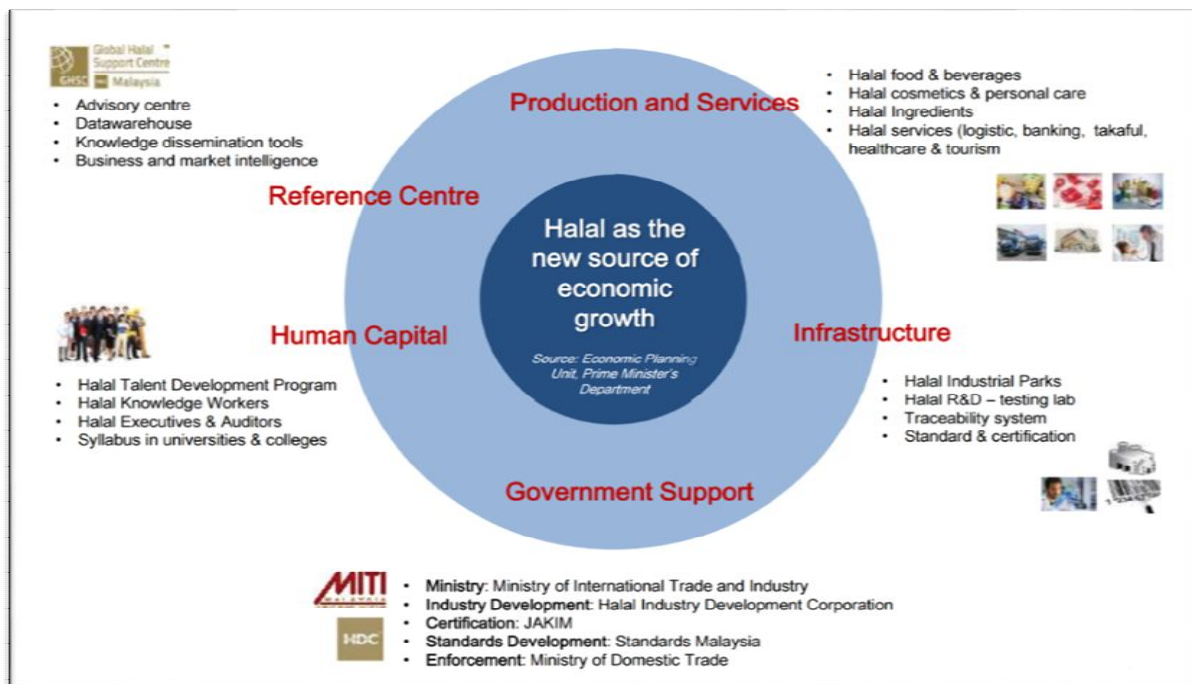 Global Halal
Support Centre
GHSC
Malaysia
• Advisory centre
• Datawarehouse
• Knowledge dissemination tools
• Business and market intelligence
Production and Services
• Halal food & beverages
• Halal cosmetics & personal care
• Halal Ingredients
• Halal services (logistic, banking, takaful,
healthcare & tourism
Reference Centre
Halal as the
new source of
economic
growth
Source: Economic Planning
Unit, Prime Minister's
Department
Human Capital
• Halal Talent Development Program
• Halal Knowledge Workers
• Halal Executives & Auditors
• Syllabus in universities & colleges
Infrastructure
• Halal Industrial Parks
• Halal R&D – testing lab
• Traceability system
• Standard & certification
Government Support
MITI
HDC
• Ministry: Ministry of International Trade and Industry
• Industry Development: Halal Industry Development Corporation
• Certification: JAKIM
• Standards Development: Standards Malaysia
• Enforcement: Ministry of Domestic Trade